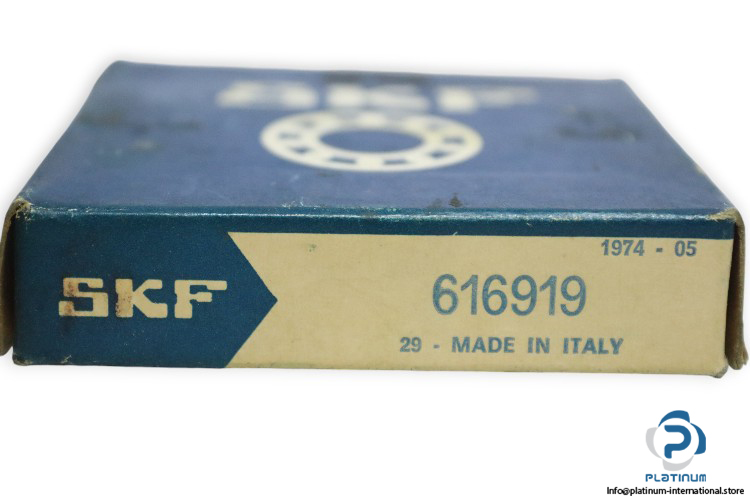 SKF
SKF
1974 - 05
616919
29 - MADE IN ITALY
PLATINUM
Info@platinum-international.store